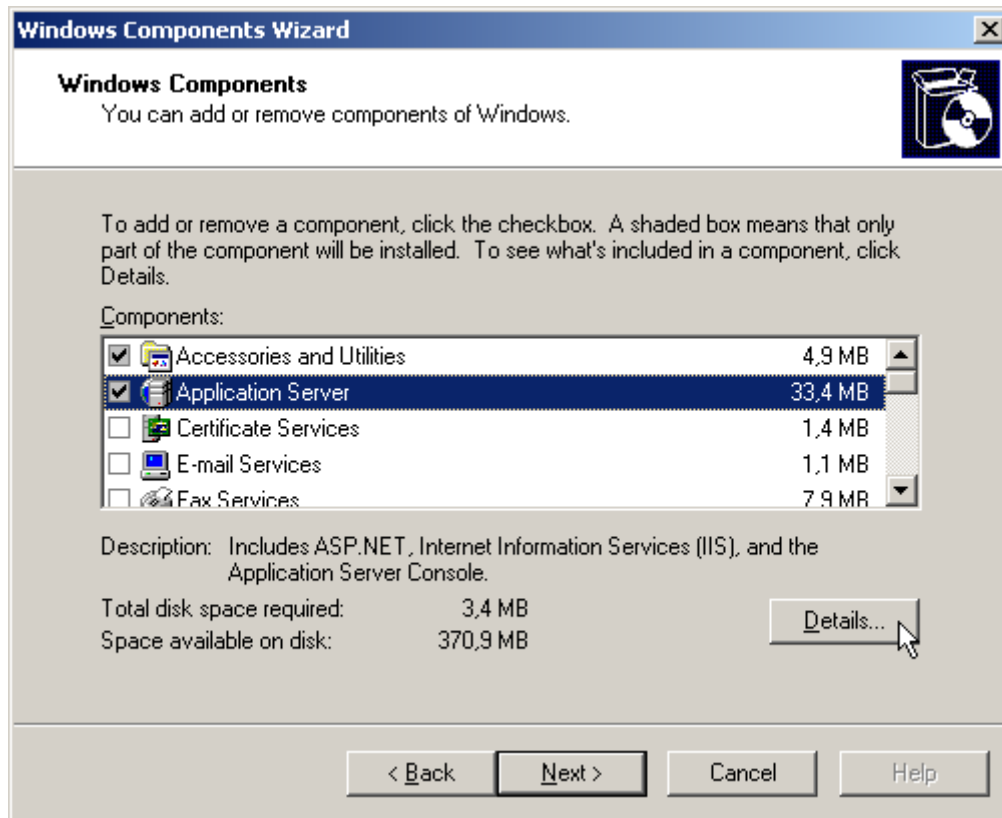 Windows Components Wizard
Windows Components
You can add or remove components of Windows.
To add or remove a component, click the checkbox. A shaded box means that only
part of the component will be installed. To see what's included in a component, click
Details.
Components:
Accessories and Utilities 4,9 MB
Application Server 33,4 MB
Certificate Services 1,4 MB
E-mail Services 1,1 MB
Fax Services 7,9 MB
Description: Includes ASP.NET, Internet Information Services (IIS), and the
Application Server Console.
Total disk space required: 3,4 MB
Space available on disk: 370,9 MB
Details...
< Back Next > Cancel Help